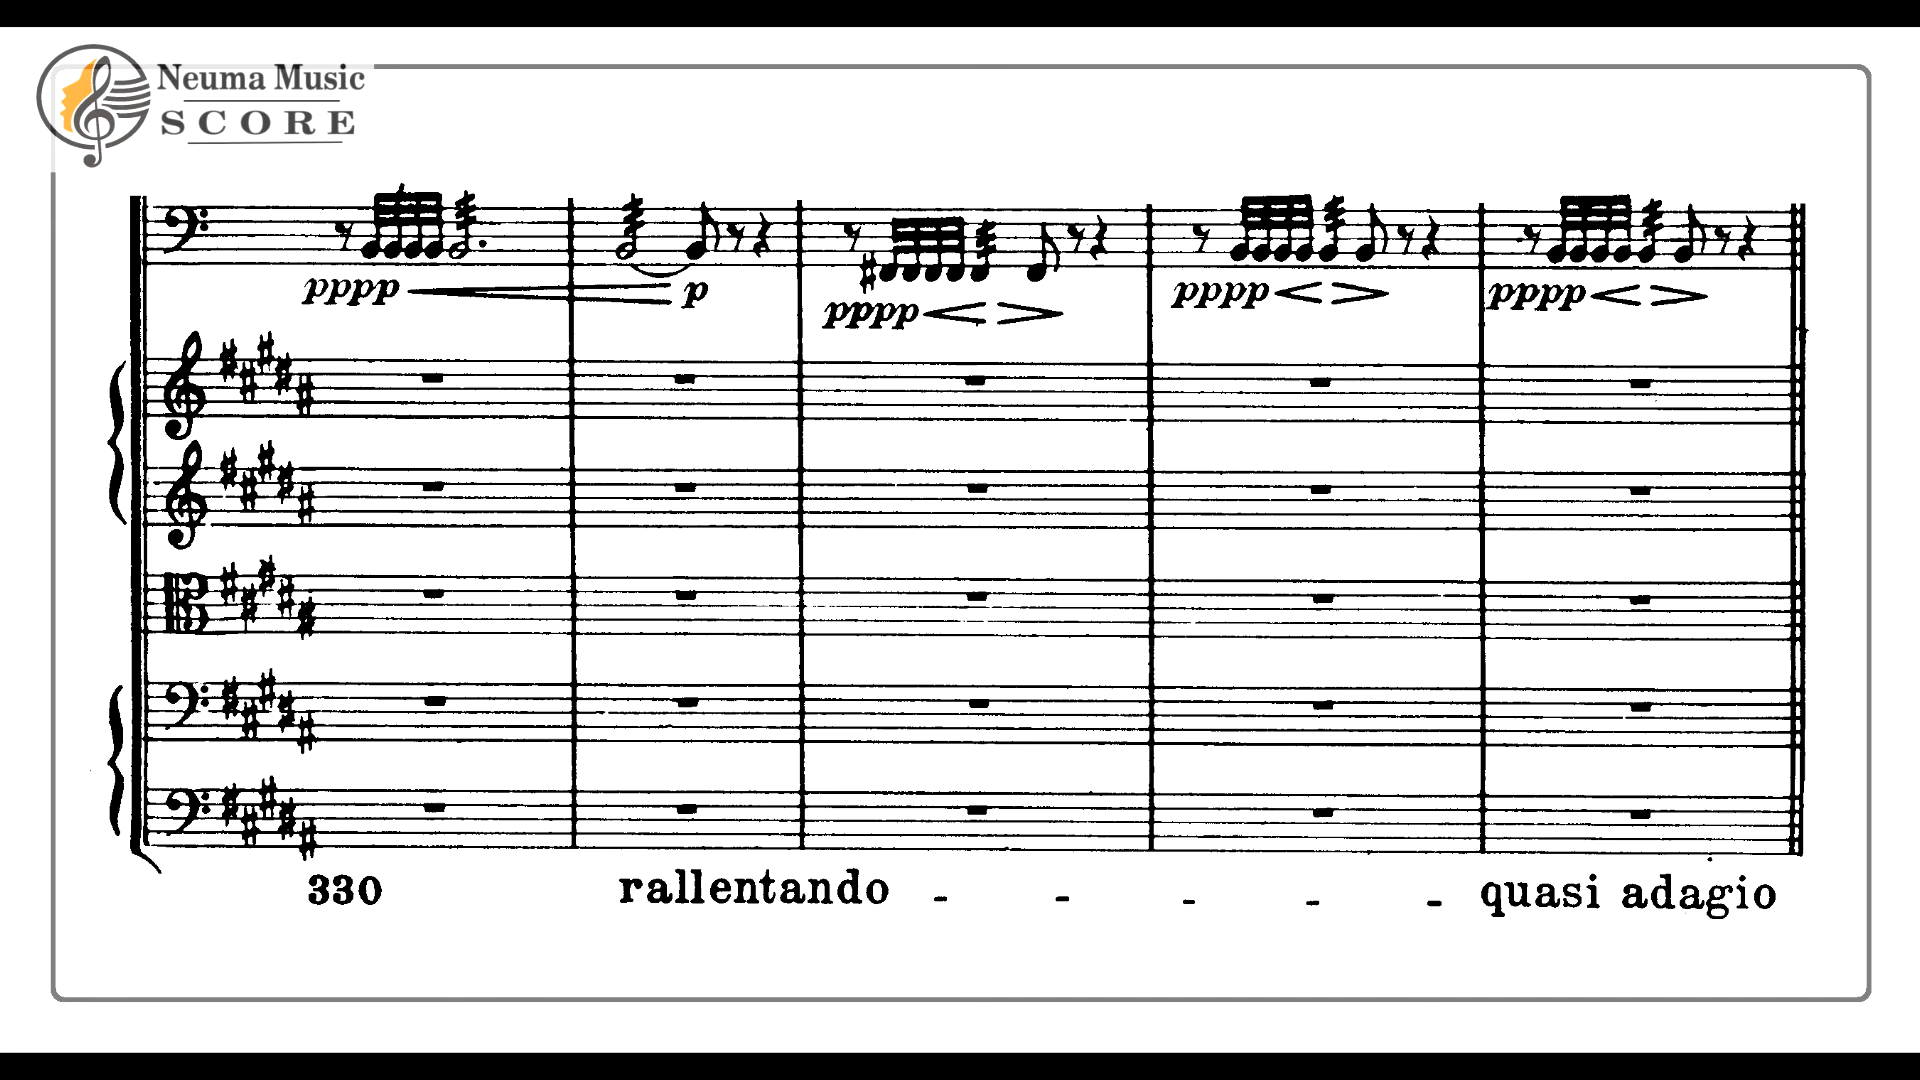 Neuma Music
SCORE
pppp p pppp pppp pppp
330 rallentando - - - - - quasi adagio